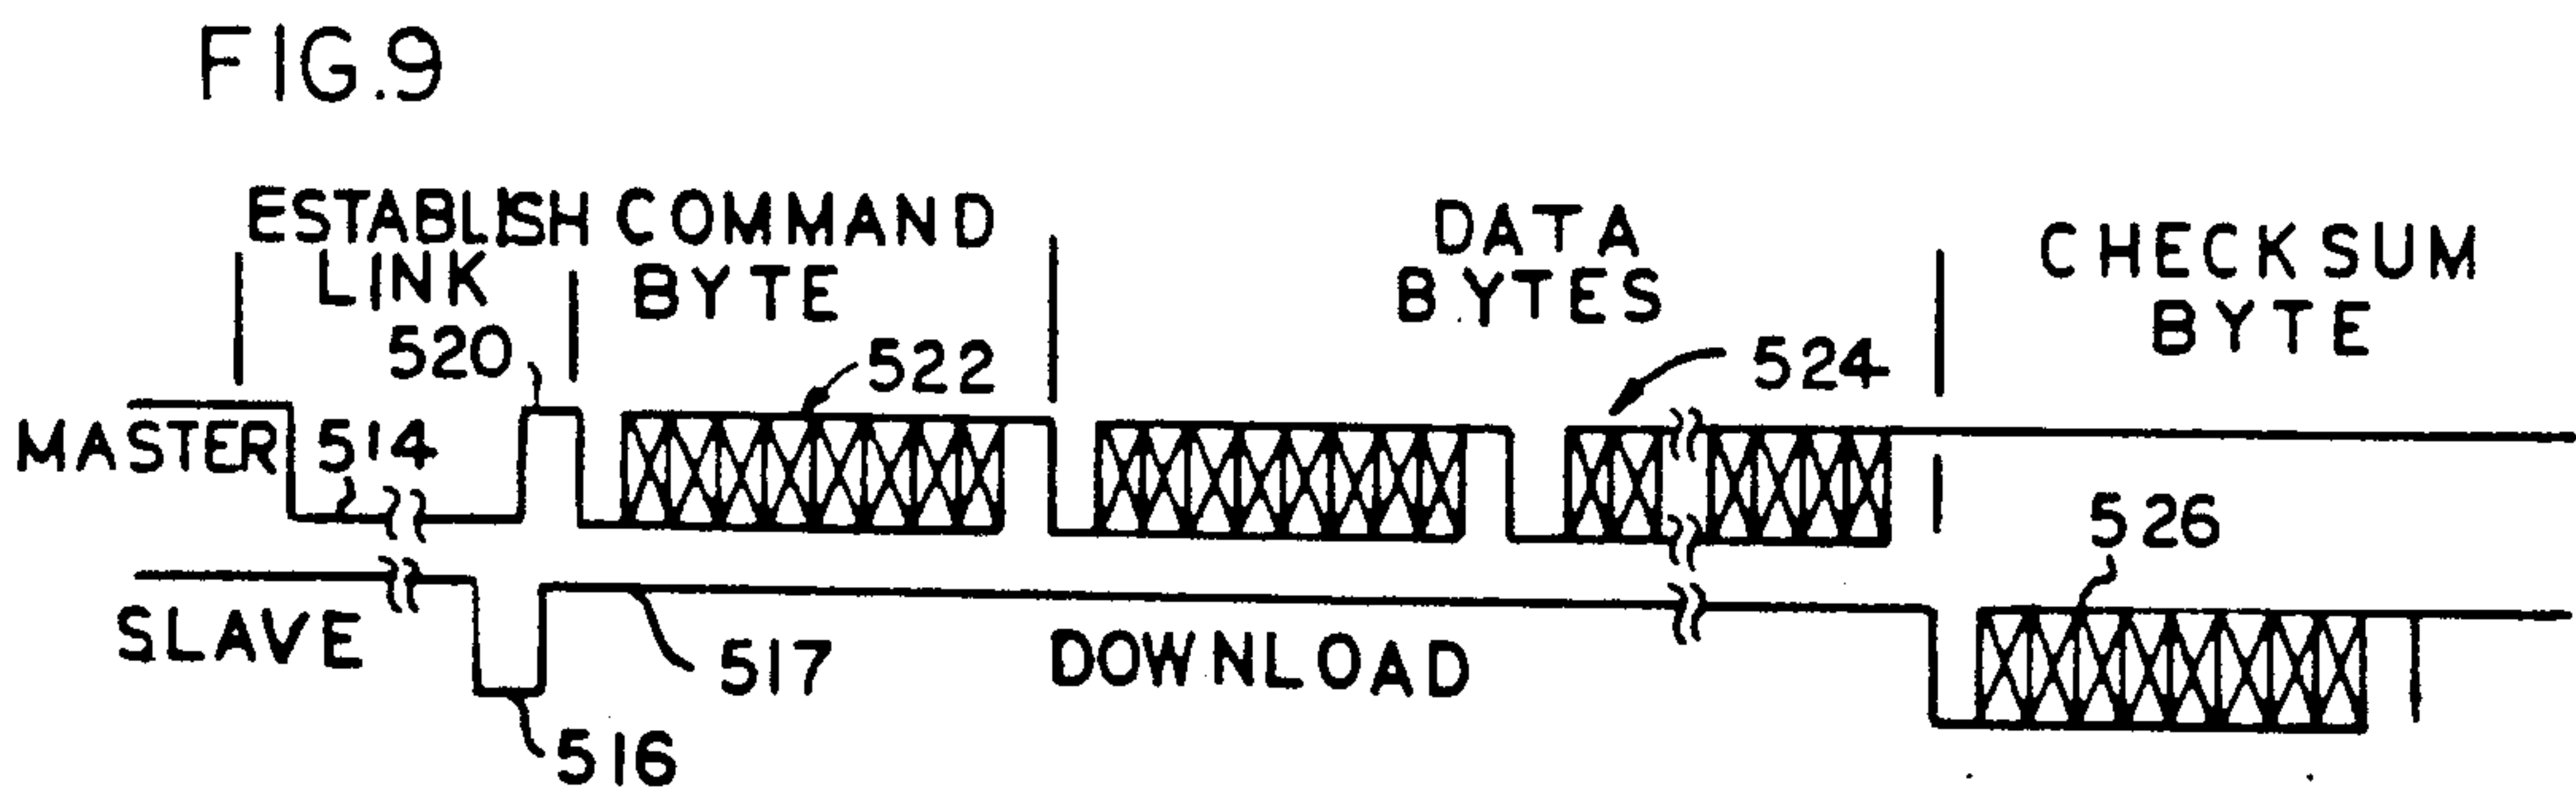 FIG.9
ESTABLISH
LINK
COMMAND
BYTE
DATA
BYTES
CHECKSUM
BYTE
520
522
524
MASTER
514
526
SLAVE
517
DOWNLOAD
516